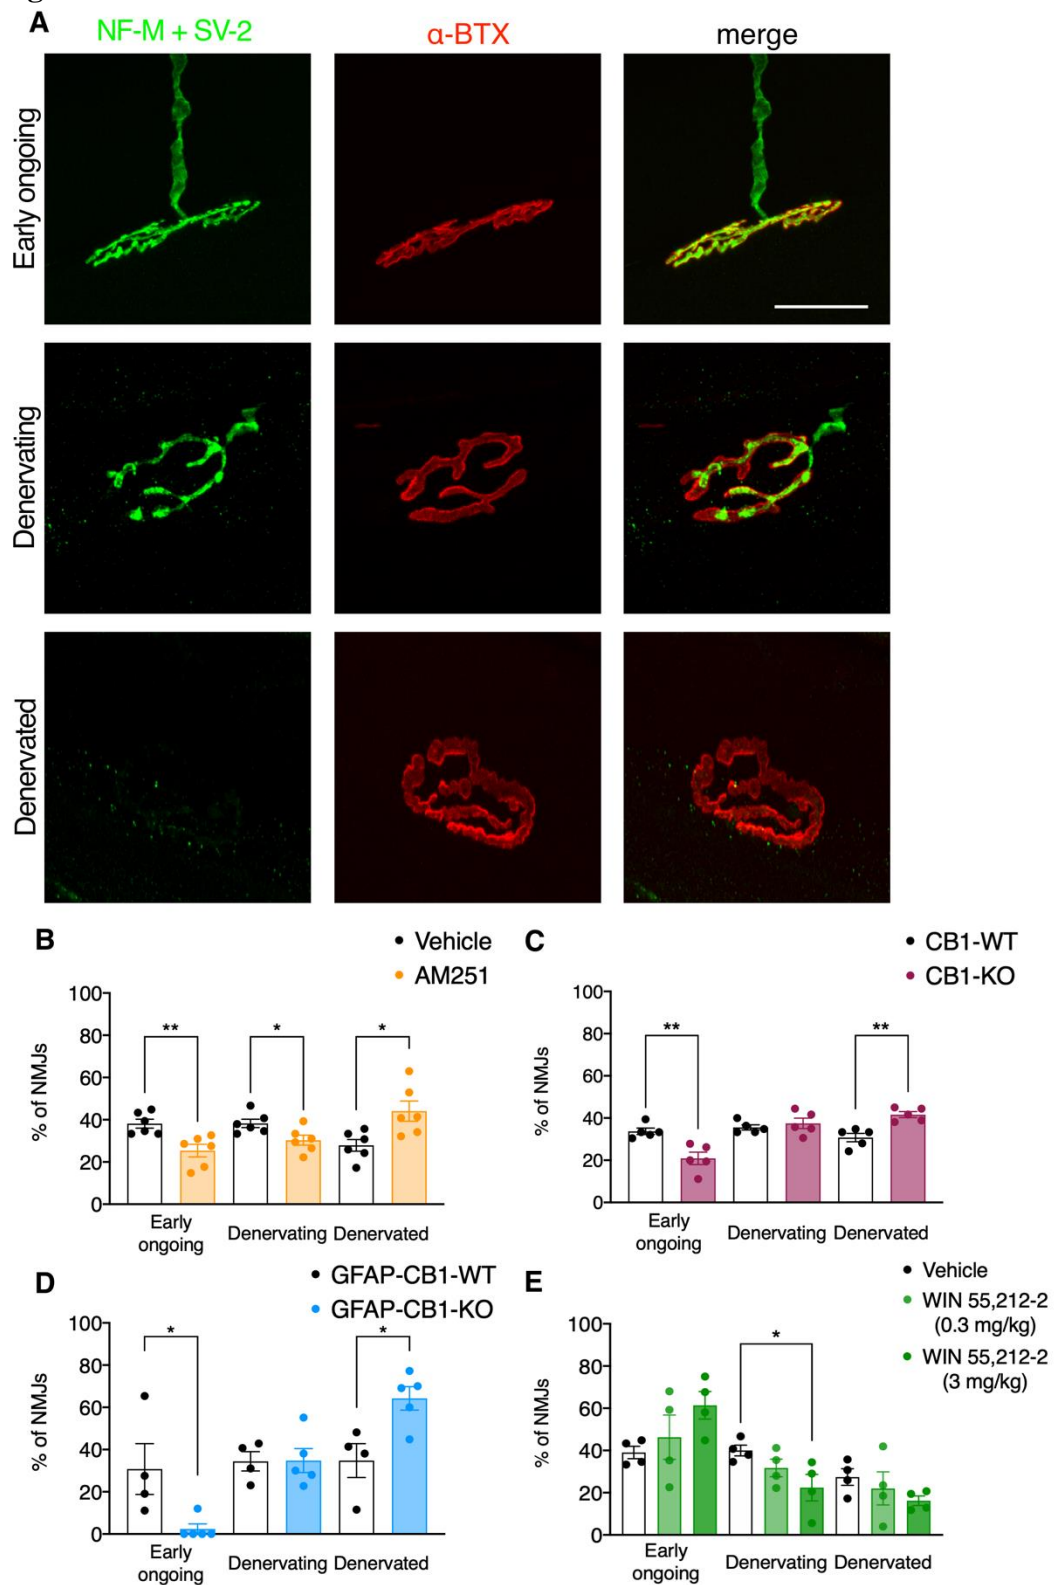 A
NF-M + SV-2
α-BTX
merge
Early ongoing
Denervating
Denervated
B
• Vehicle
• AM251
% of NMJs
100
80
60
40
20
0
**
*
*
Early
ongoing
Denervating
Denervated
C
• CB1-WT
• CB1-KO
% of NMJs
100
80
60
40
20
0
**
**
Early
ongoing
Denervating
Denervated
D
• GFAP-CB1-WT
• GFAP-CB1-KO
% of NMJs
100
80
60
40
20
0
*
*
Early
ongoing
Denervating
Denervated
E
• Vehicle
• WIN 55,212-2
(0.3 mg/kg)
• WIN 55,212-2
(3 mg/kg)
% of NMJs
100
80
60
40
20
0
*
Early
ongoing
Denervating
Denervated